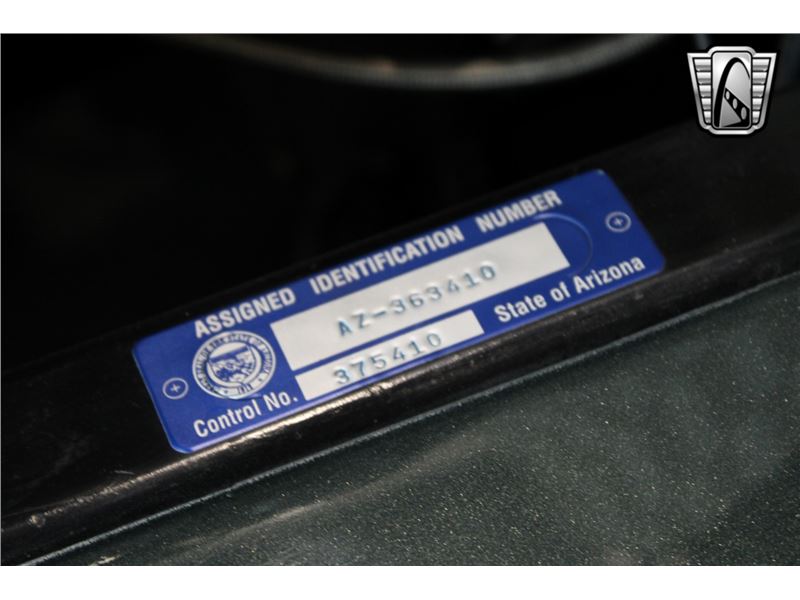 ASSIGNED IDENTIFICATION NUMBER
AZ-363410
375410
Control No.
State of Arizona